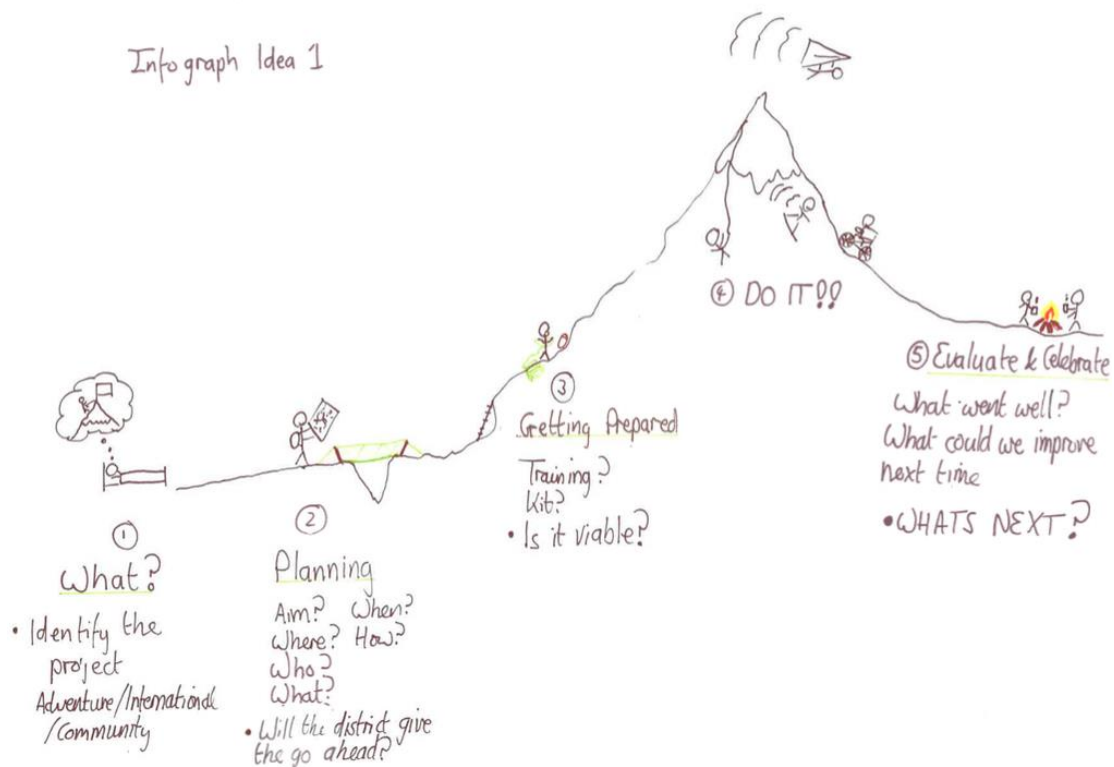 Infograph Idea 1
①
What?
• Identify the
project
Adventure/International
/Community
②
Planning
Aim? When?
Where? How?
Who?
What?
• Will the district give
the go ahead?
③
Getting Prepared
Training?
Kit?
• Is it viable?
④ DO IT!!
⑤ Evaluate & Celebrate
What went well?
What could we improve
next time
• WHATS NEXT?